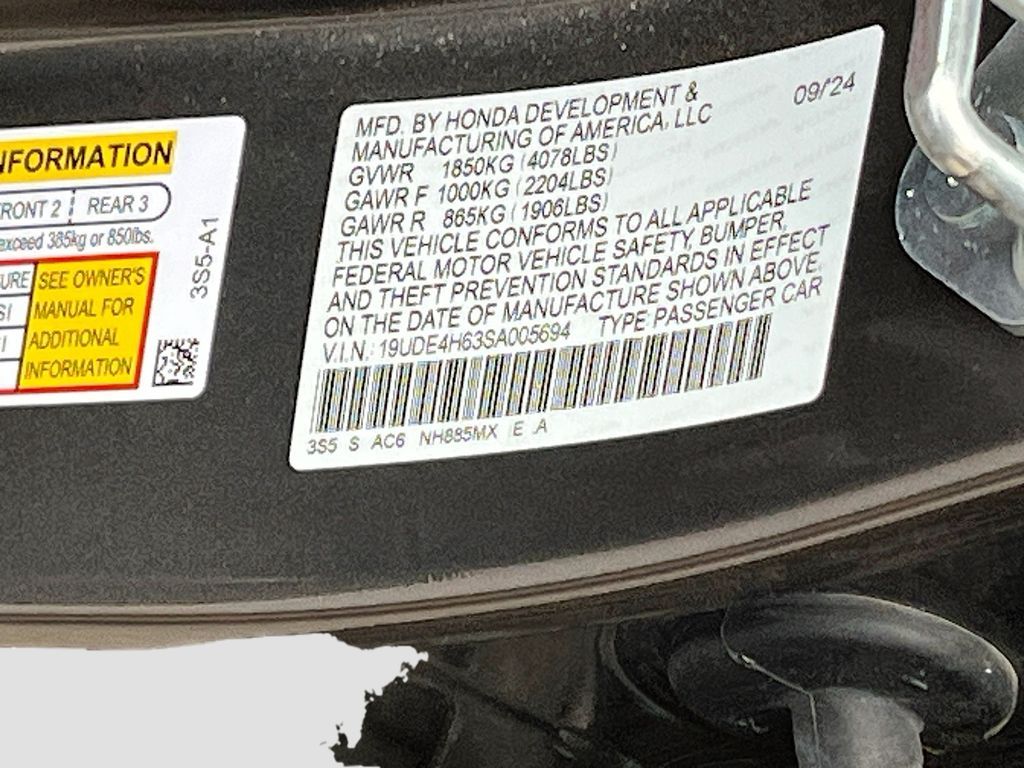 INFORMATION
FRONT 2 REAR 3
exceed 385kg or 850lbs.
SEE OWNER'S
MANUAL FOR
ADDITIONAL
INFORMATION
3S5-A1
09/'24
MFD. BY HONDA DEVELOPMENT &
MANUFACTURING OF AMERICA, LLC
GVWR 1850KG (4078LBS)
GAWR F 1000KG (2204LBS)
GAWR R 865KG (1906LBS)
THIS VEHICLE CONFORMS TO ALL APPLICABLE
FEDERAL MOTOR VEHICLE SAFETY, BUMPER,
AND THEFT PREVENTION STANDARDS IN EFFECT
ON THE DATE OF MANUFACTURE SHOWN ABOVE.
V.I.N.: 19UDE4H63SA005694 TYPE:PASSENGER CAR
3S5 S AC6 NH885MX E A